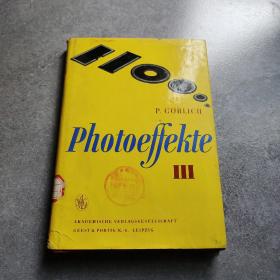 P. GÖRLICH
Photoeffekte
III
AKADEMISCHE VERLAGSGESELLSCHAFT
GEEST & PORTIG K.-G. LEIPZIG